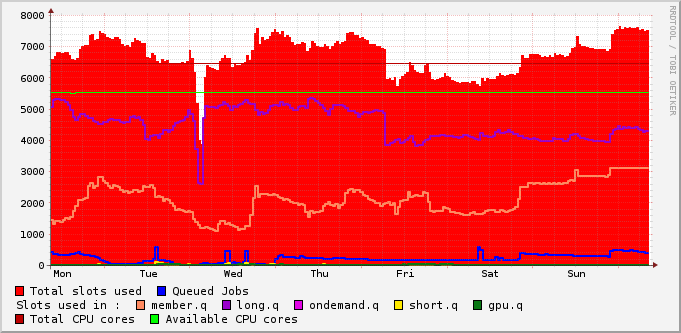 8000
7000
6000
5000
4000
3000
2000
1000
0
Mon Tue Wed Thu Fri Sat Sun
RRDTOOL / TOBI OETIKER
Total slots used Queued Jobs
Slots used in : member.q long.q ondemand.q short.q gpu.q
Total CPU cores Available CPU cores